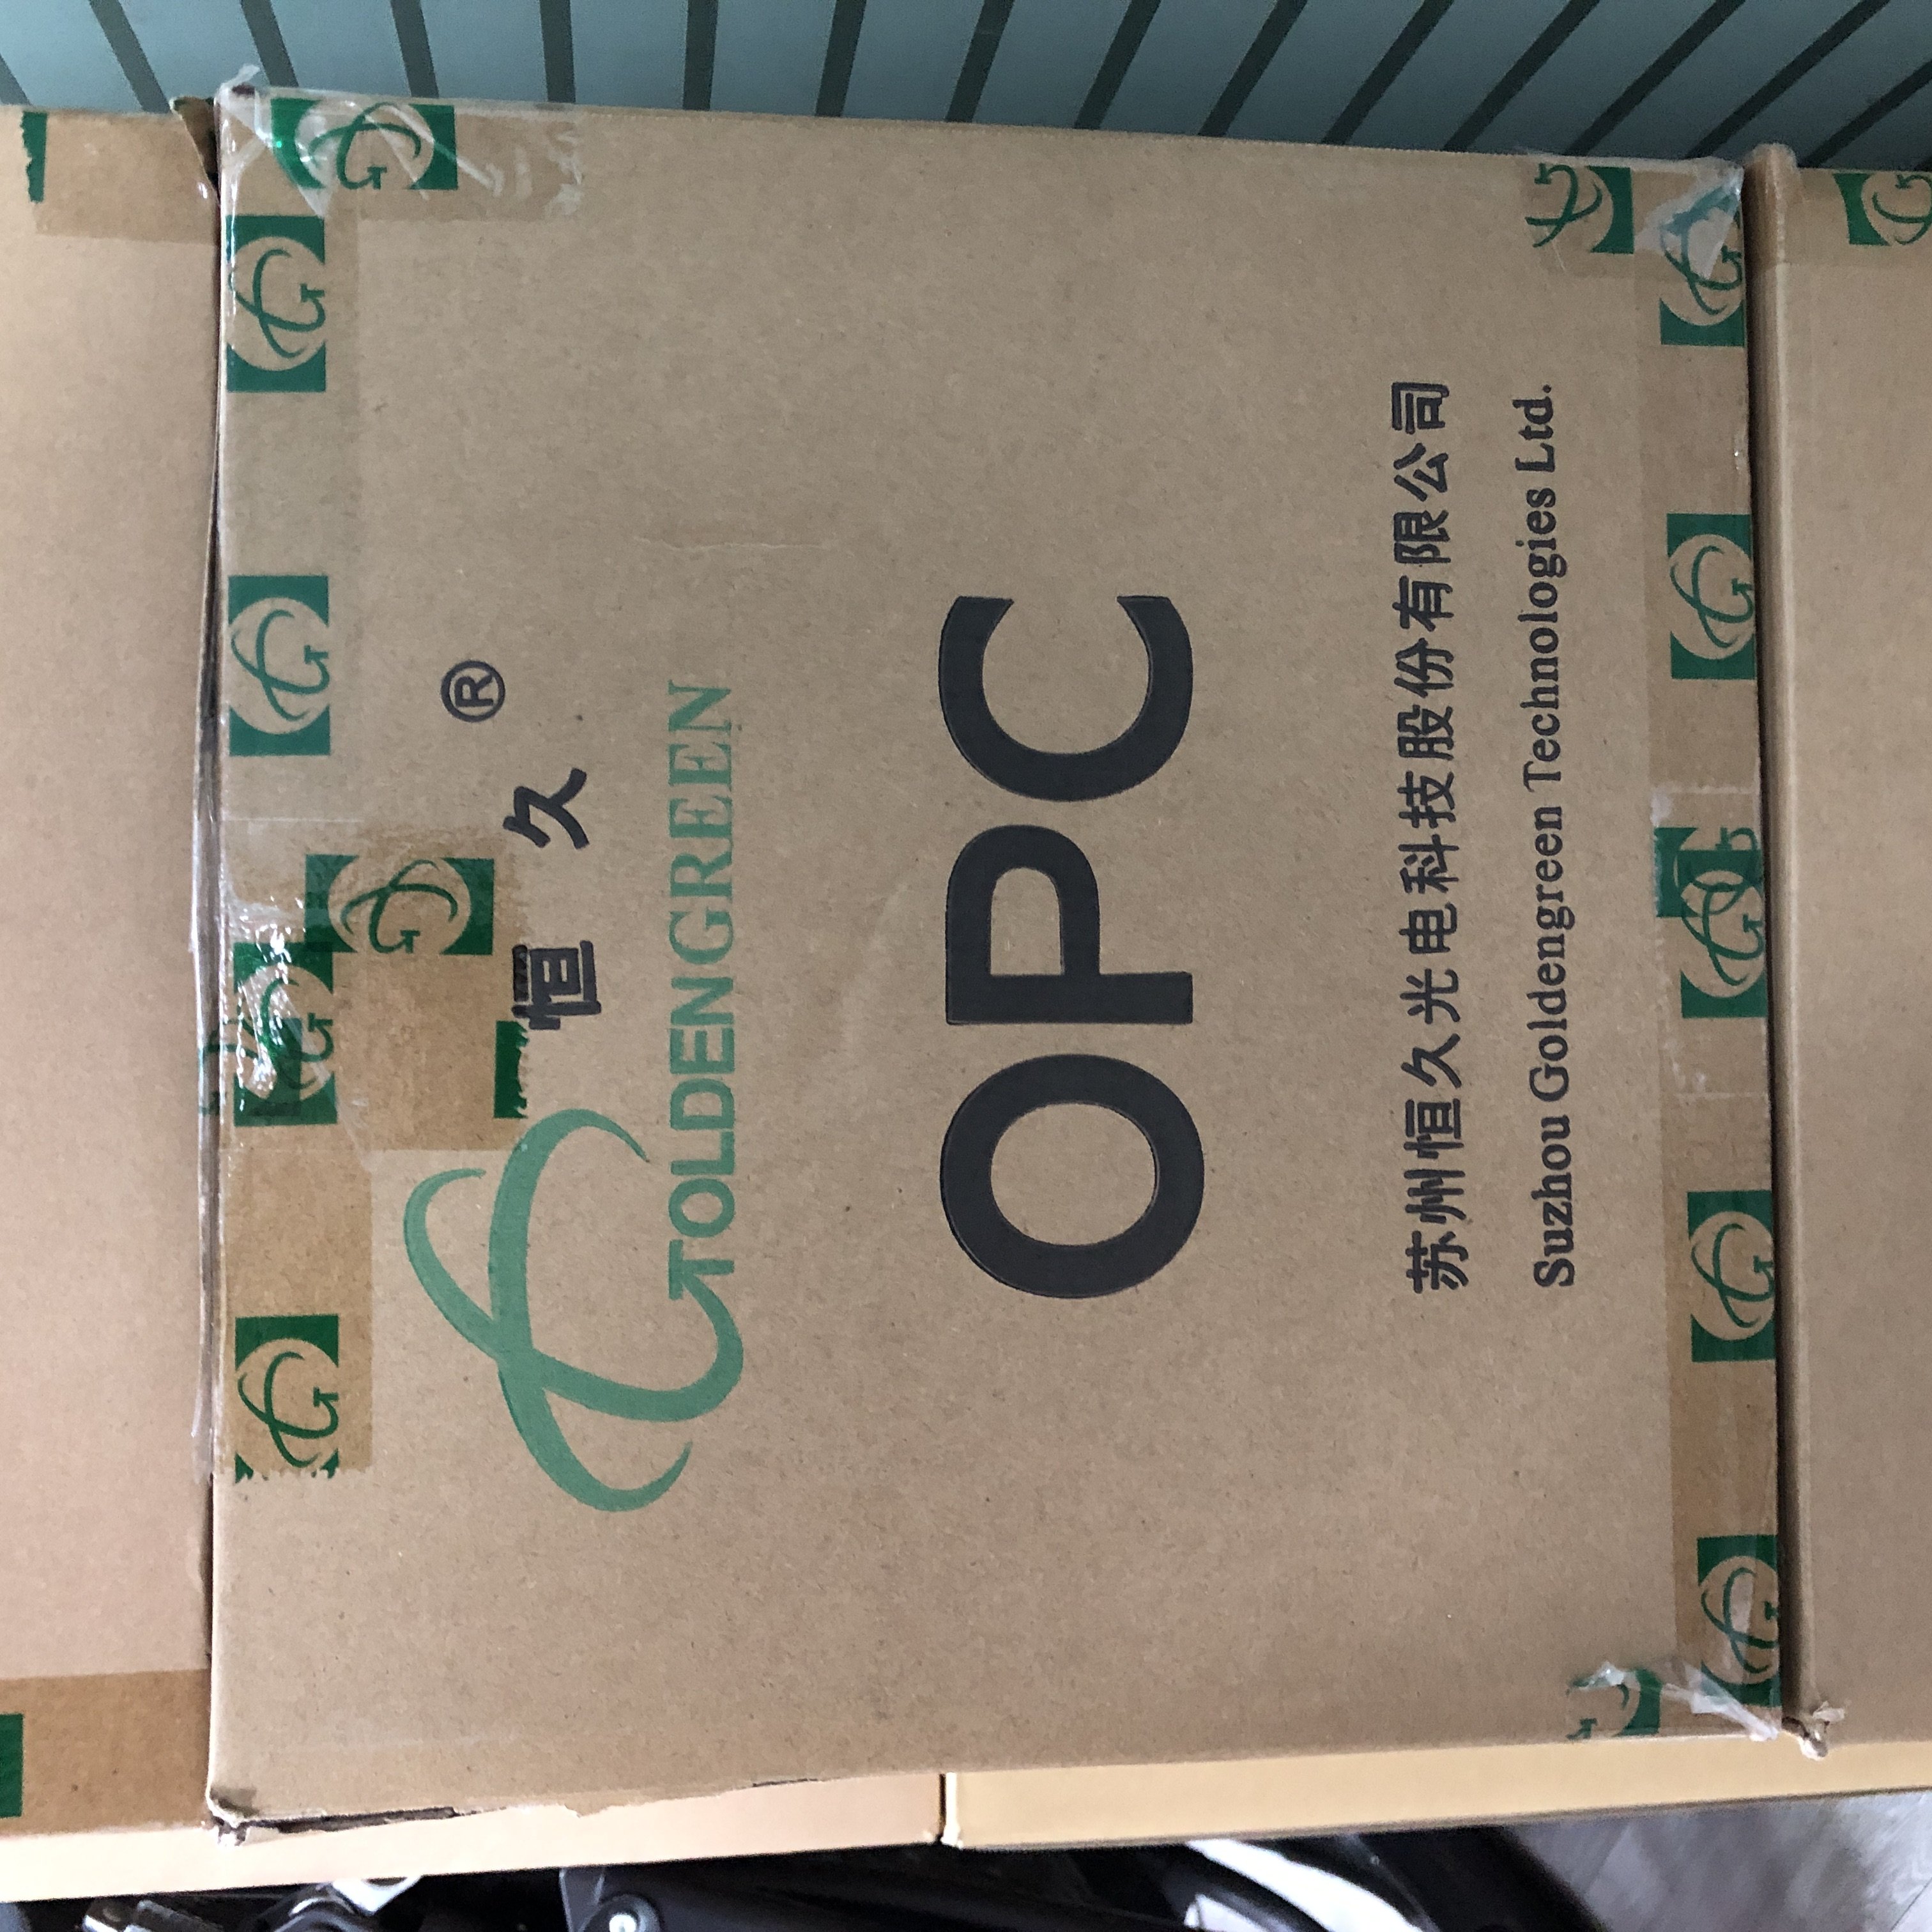 恒久®
GOLDENGREEN
OPC
苏州恒久光电科技股份有限公司
Suzhou Goldengreen Technologies Ltd.